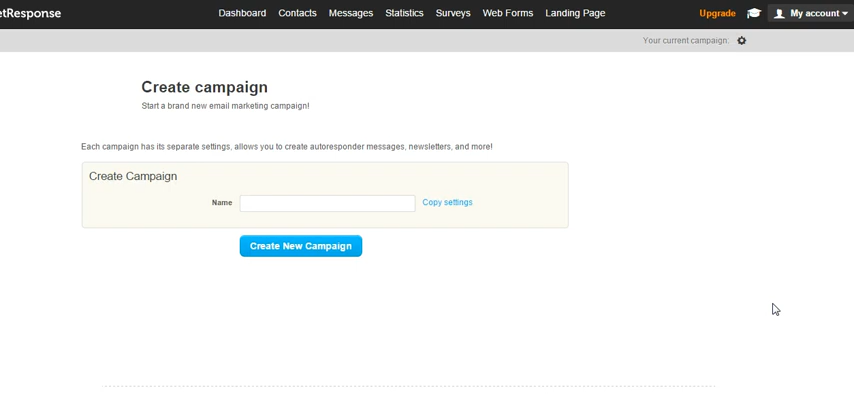 etResponse Dashboard Contacts Messages Statistics Surveys Web Forms Landing Page Upgrade My account
Your current campaign:
Create campaign
Start a brand new email marketing campaign!
Each campaign has its separate settings, allows you to create autoresponder messages, newsletters, and more!
Create Campaign
Name Copy settings
Create New Campaign